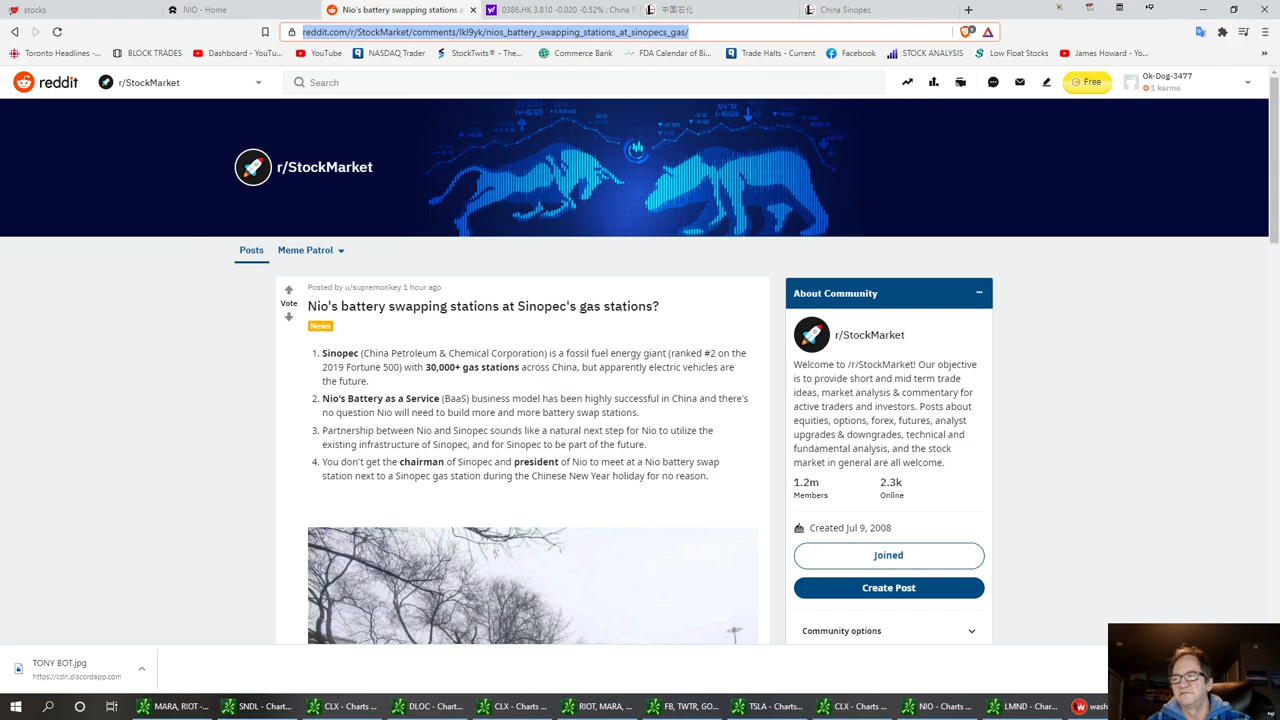 stocks
NIO - Home
Nio's battery swapping stations a
0386.HK 3.810 -0.020 -0.52% : China P
中国石化
China Sinopec
reddit.com/r/StockMarket/comments/lkl9yk/nios_battery_swapping_stations_at_sinopecs_gas/
Toronto Headlines...
BLOCK TRADES
Dashboard - YouTu...
YouTube
NASDAQ Trader
StockTwits® - The...
Commerce Bank
FDA Calendar of Bi...
Trade Halts - Current
Facebook
STOCK ANALYSIS
Low Float Stocks
James Howard - Yo...
reddit
r/StockMarket
Search
Free
Ok-Dog-3477
1 karma
r/StockMarket
Posts
Meme Patrol
Vote
Posted by u/supremonkey 1 hour ago
Nio's battery swapping stations at Sinopec's gas stations?
News
1. Sinopec (China Petroleum & Chemical Corporation) is a fossil fuel energy giant (ranked #2 on the
2019 Fortune 500) with 30,000+ gas stations across China, but apparently electric vehicles are
the future.
2. Nio's Battery as a Service (BaaS) business model has been highly successful in China and there's
no question Nio will need to build more and more battery swap stations.
3. Partnership between Nio and Sinopec sounds like a natural next step for Nio to utilize the
existing infrastructure of Sinopec, and for Sinopec to be part of the future.
4. You don't get the chairman of Sinopec and president of Nio to meet at a Nio battery swap
station next to a Sinopec gas station during the Chinese New Year holiday for no reason.
About Community
r/StockMarket
Welcome to /r/StockMarket! Our objective
is to provide short and mid term trade
ideas, market analysis & commentary for
active traders and investors. Posts about
equities, options, forex, futures, analyst
upgrades & downgrades, technical and
fundamental analysis, and the stock
market in general are all welcome.
1.2m
Members
2.3k
Online
Created Jul 9, 2008
Joined
Create Post
Community options
TONY BOT.jpg
https://cdn.discordapp.com
MARA, RIOT -...
SNDL - Chart...
CLX - Charts ...
DLOC - Chart...
CLX - Charts ...
RIOT, MARA, ...
FB, TWTR, GO...
TSLA - Chart...
CLX - Charts ...
NIO - Charts ...
LMND - Char...
wash